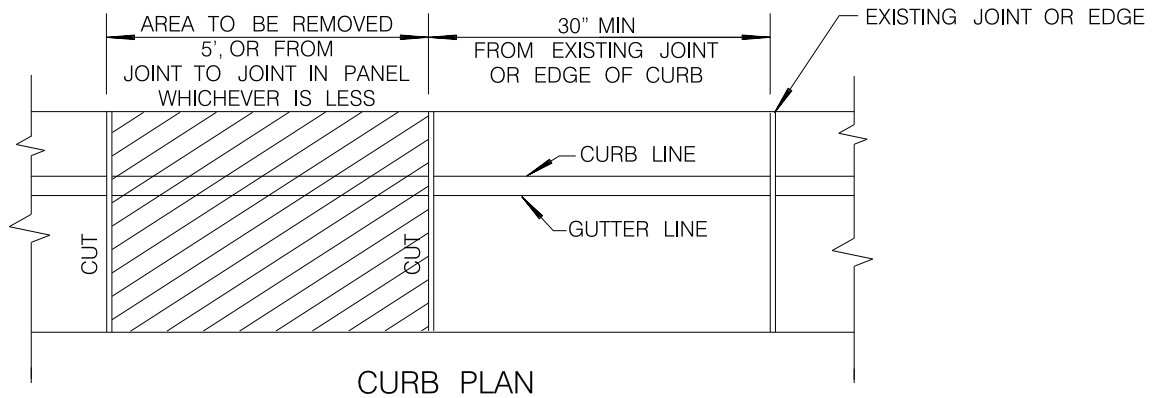 AREA TO BE REMOVED
5', OR FROM
JOINT TO JOINT IN PANEL
WHICHEVER IS LESS
30" MIN
FROM EXISTING JOINT
OR EDGE OF CURB
EXISTING JOINT OR EDGE
CURB LINE
GUTTER LINE
CUT
CUT
CURB PLAN